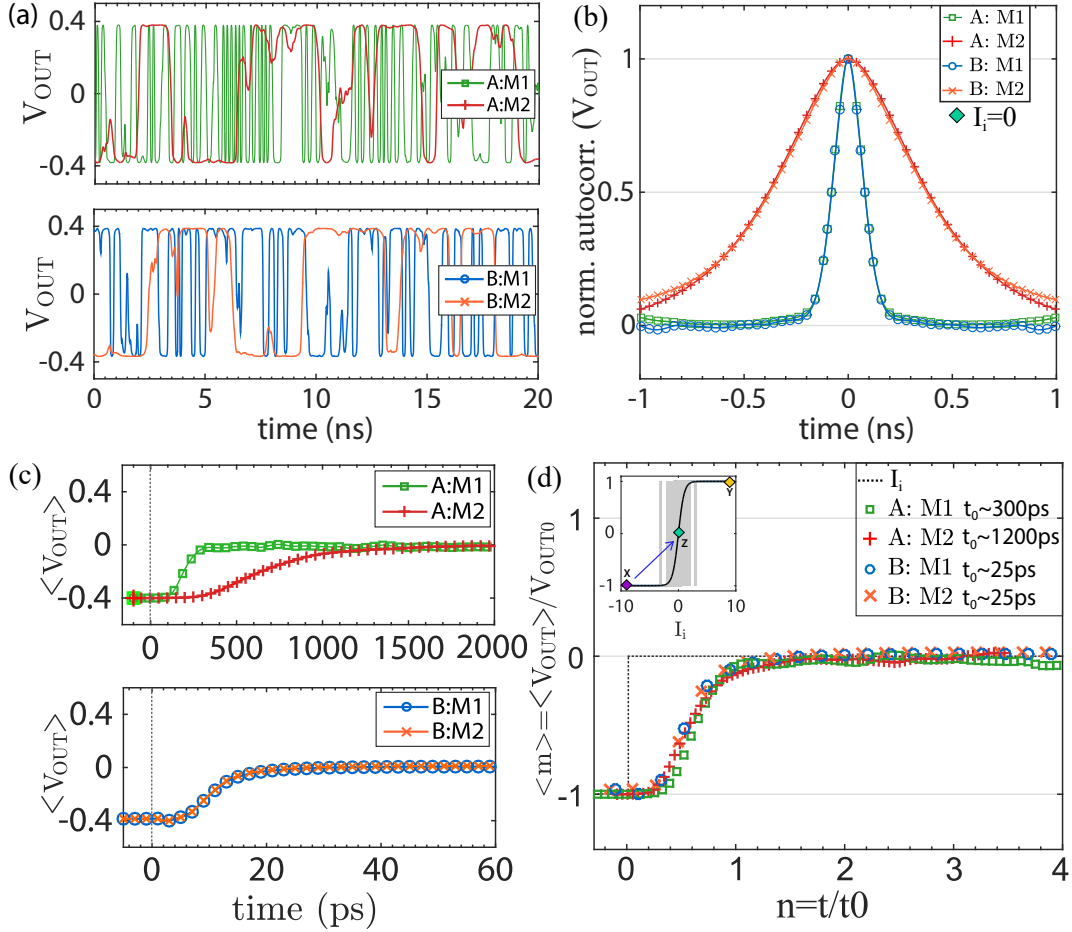 (a)
0.4
0
-0.4
V_OUT
A:M1
A:M2
0.4
0
-0.4
V_OUT
B:M1
B:M2
0 5 10 15 20
time (ns)
(b)
1
0.5
0
norm. autocorr. (V_OUT)
A: M1
A: M2
B: M1
B: M2
I_i=0
-1 -0.5 0 0.5 1
time (ns)
(c)
0.4
0
-0.4
<V_OUT>
A:M1
A:M2
0 500 1000 1500 2000
0.4
0
-0.4
<V_OUT>
B:M1
B:M2
0 20 40 60
time (ps)
(d)
1
0
-1
<m>=<V_OUT>/V_OUT0
I_i
A: M1 t_0~300ps
A: M2 t_0~1200ps
B: M1 t_0~25ps
B: M2 t_0~25ps
1
0
-1
X
Z
Y
-10 0 10
I_i
0 1 2 3 4
n=t/t0